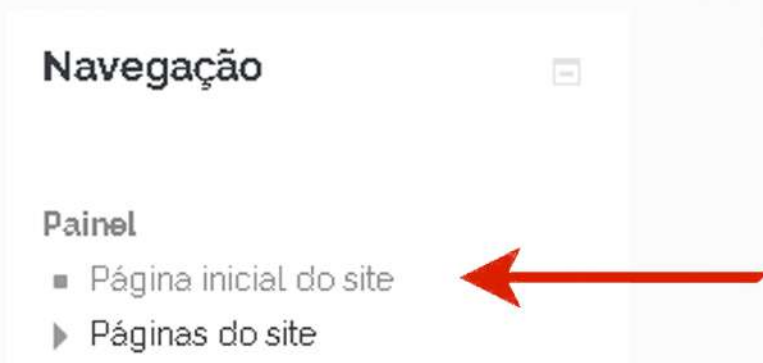 Navegação
Painel
Página inicial do site
Páginas do site